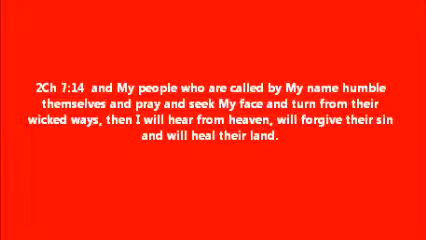 2Ch 7:14 and My people who are called by My name humble
themselves and pray and seek My face and turn from their
wicked ways, then I will hear from heaven, will forgive their sin
and will heal their land.